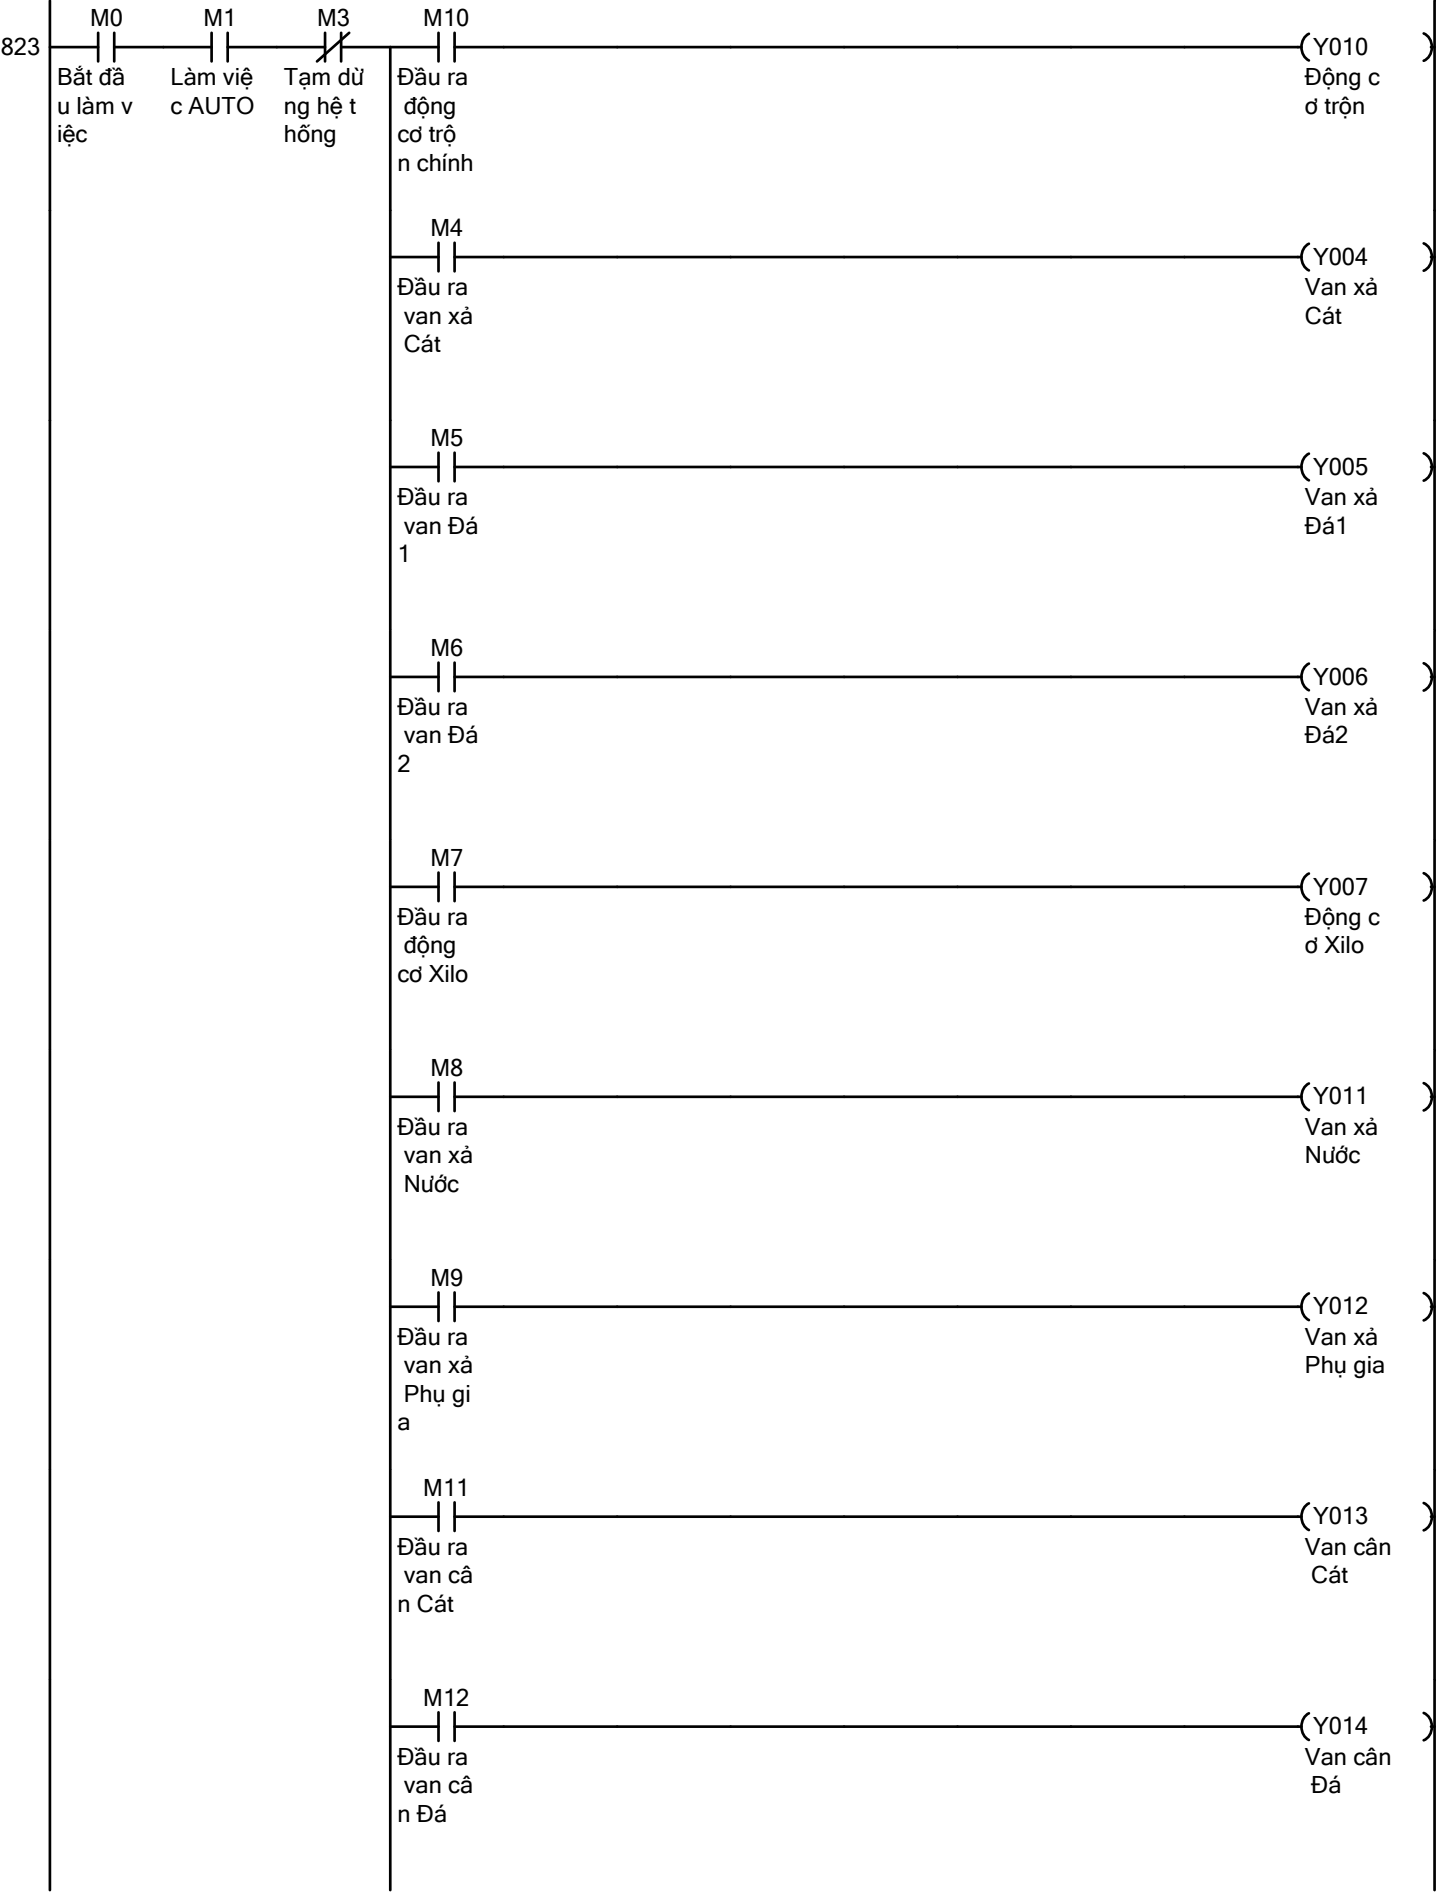 M0 M1 M3 M10
823 Y010
Bắt đầ Làm việ Tạm dừ Đầu ra Động c
u làm v c AUTO ng hệ t động ơ trộn
iệc hống cơ trộ
n chính
M4
Y004
Đầu ra Van xả
van xả Cát
Cát
M5
Y005
Đầu ra Van xả
van Đá Đá1
1
M6
Y006
Đầu ra Van xả
van Đá Đá2
2
M7
Y007
Đầu ra Động c
động ơ Xilo
cơ Xilo
M8
Y011
Đầu ra Van xả
van xả Nước
Nước
M9
Y012
Đầu ra Van xả
van xả Phụ gia
Phụ gi
a
M11
Y013
Đầu ra Van cân
van câ Cát
n Cát
M12
Y014
Đầu ra Van cân
van câ Đá
n Đá